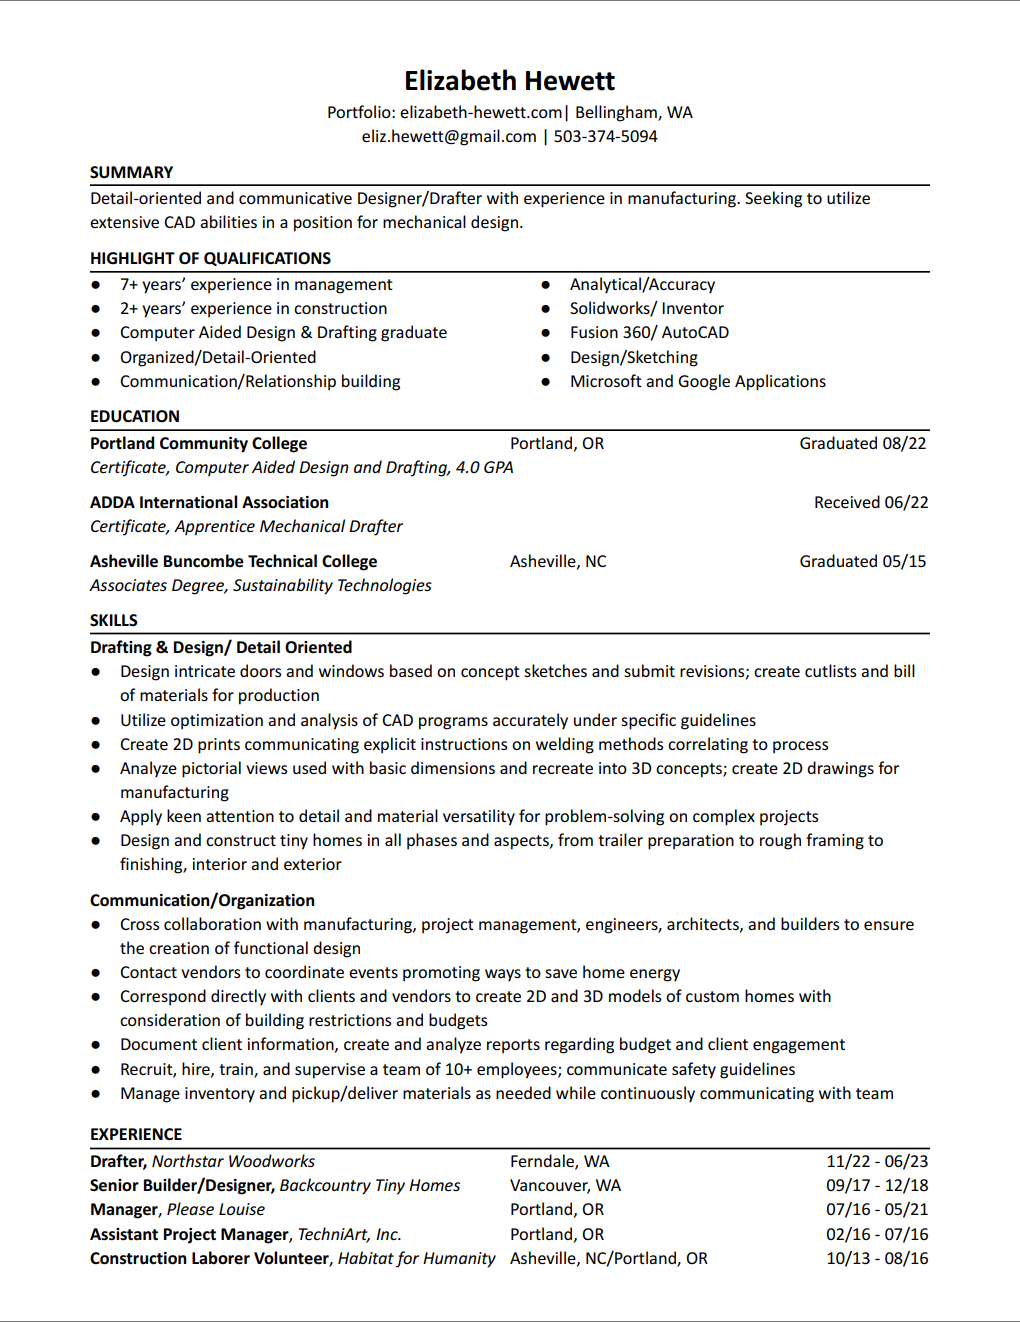 Elizabeth Hewett
Portfolio: elizabeth-hewett.com| Bellingham, WA
eliz.hewett@gmail.com | 503-374-5094
SUMMARY
Detail-oriented and communicative Designer/Drafter with experience in manufacturing. Seeking to utilize
extensive CAD abilities in a position for mechanical design.
HIGHLIGHT OF QUALIFICATIONS
● 7+ years’ experience in management
● 2+ years’ experience in construction
● Computer Aided Design & Drafting graduate
● Organized/Detail-Oriented
● Communication/Relationship building
● Analytical/Accuracy
● Solidworks/ Inventor
● Fusion 360/ AutoCAD
● Design/Sketching
● Microsoft and Google Applications
EDUCATION
Portland Community College Portland, OR Graduated 08/22
Certificate, Computer Aided Design and Drafting, 4.0 GPA
ADDA International Association Received 06/22
Certificate, Apprentice Mechanical Drafter
Asheville Buncombe Technical College Asheville, NC Graduated 05/15
Associates Degree, Sustainability Technologies
SKILLS
Drafting & Design/ Detail Oriented
● Design intricate doors and windows based on concept sketches and submit revisions; create cutlists and bill
of materials for production
● Utilize optimization and analysis of CAD programs accurately under specific guidelines
● Create 2D prints communicating explicit instructions on welding methods correlating to process
● Analyze pictorial views used with basic dimensions and recreate into 3D concepts; create 2D drawings for
manufacturing
● Apply keen attention to detail and material versatility for problem-solving on complex projects
● Design and construct tiny homes in all phases and aspects, from trailer preparation to rough framing to
finishing, interior and exterior
Communication/Organization
● Cross collaboration with manufacturing, project management, engineers, architects, and builders to ensure
the creation of functional design
● Contact vendors to coordinate events promoting ways to save home energy
● Correspond directly with clients and vendors to create 2D and 3D models of custom homes with
consideration of building restrictions and budgets
● Document client information, create and analyze reports regarding budget and client engagement
● Recruit, hire, train, and supervise a team of 10+ employees; communicate safety guidelines
● Manage inventory and pickup/deliver materials as needed while continuously communicating with team
EXPERIENCE
Drafter, Northstar Woodworks Ferndale, WA 11/22 - 06/23
Senior Builder/Designer, Backcountry Tiny Homes Vancouver, WA 09/17 - 12/18
Manager, Please Louise Portland, OR 07/16 - 05/21
Assistant Project Manager, TechniArt, Inc. Portland, OR 02/16 - 07/16
Construction Laborer Volunteer, Habitat for Humanity Asheville, NC/Portland, OR 10/13 - 08/16